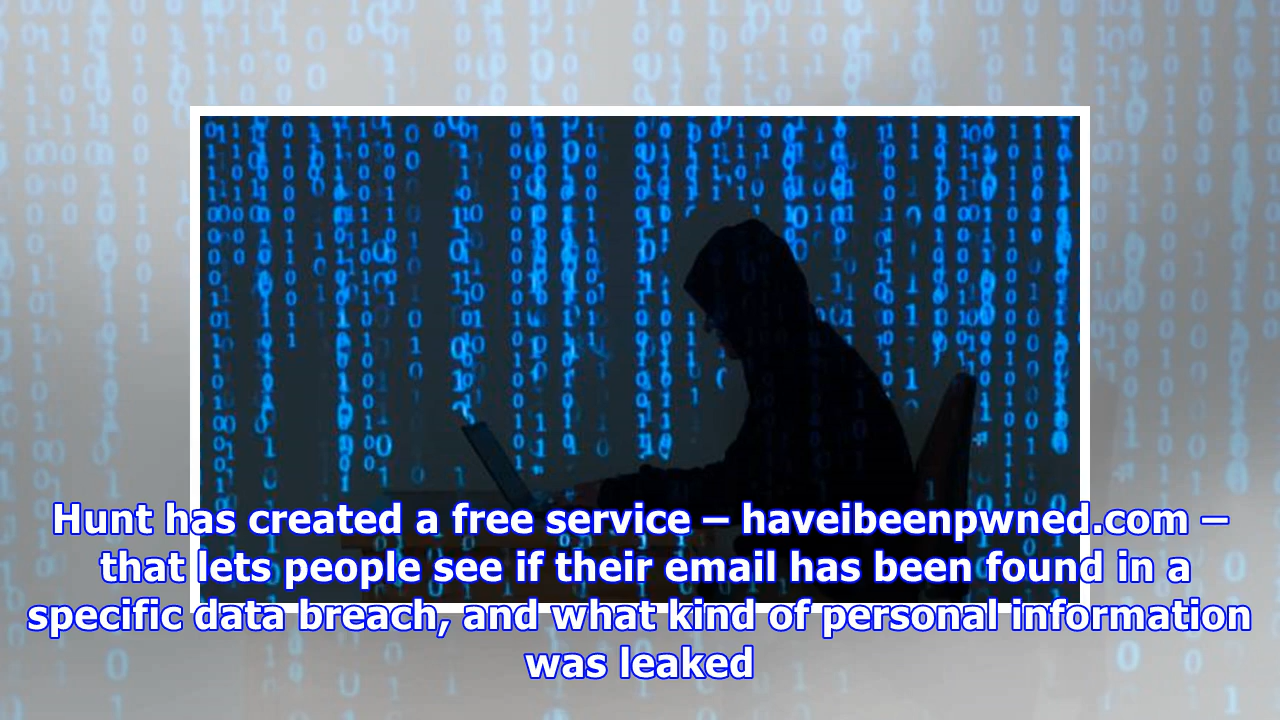 Hunt has created a free service – haveibeenpwned.com –
that lets people see if their email has been found in a
specific data breach, and what kind of personal information
was leaked